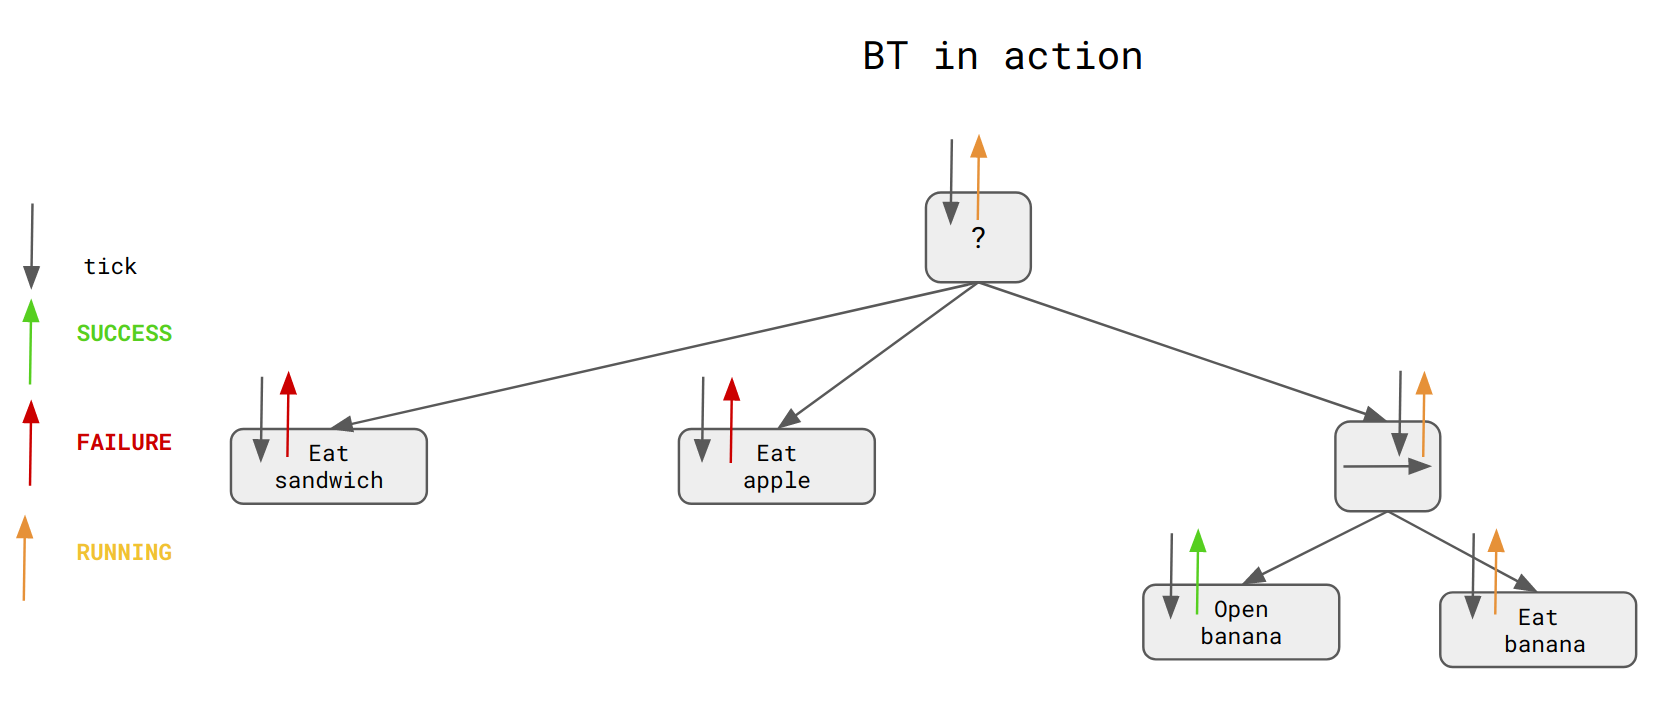 BT in action
?
tick
SUCCESS
FAILURE
RUNNING
Eat
sandwich
Eat
apple
Open
banana
Eat
banana